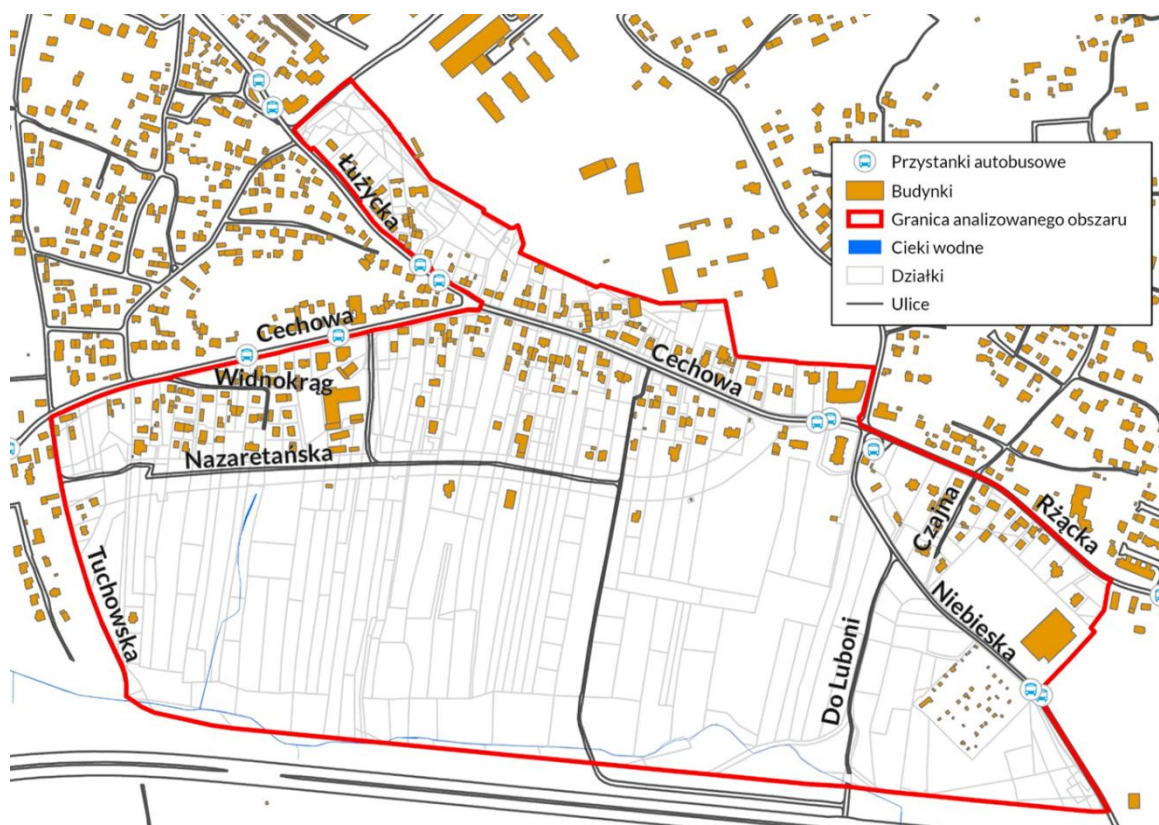 Przystanki autobusowe
Budynki
Granica analizowanego obszaru
Cieki wodne
Działki
Ulice
Łużycka
Cechowa
Widnokrąg
Cechowa
Nazaretańska
Czajna
Rżącka
Tuchowska
Niebieska
Do Luboni